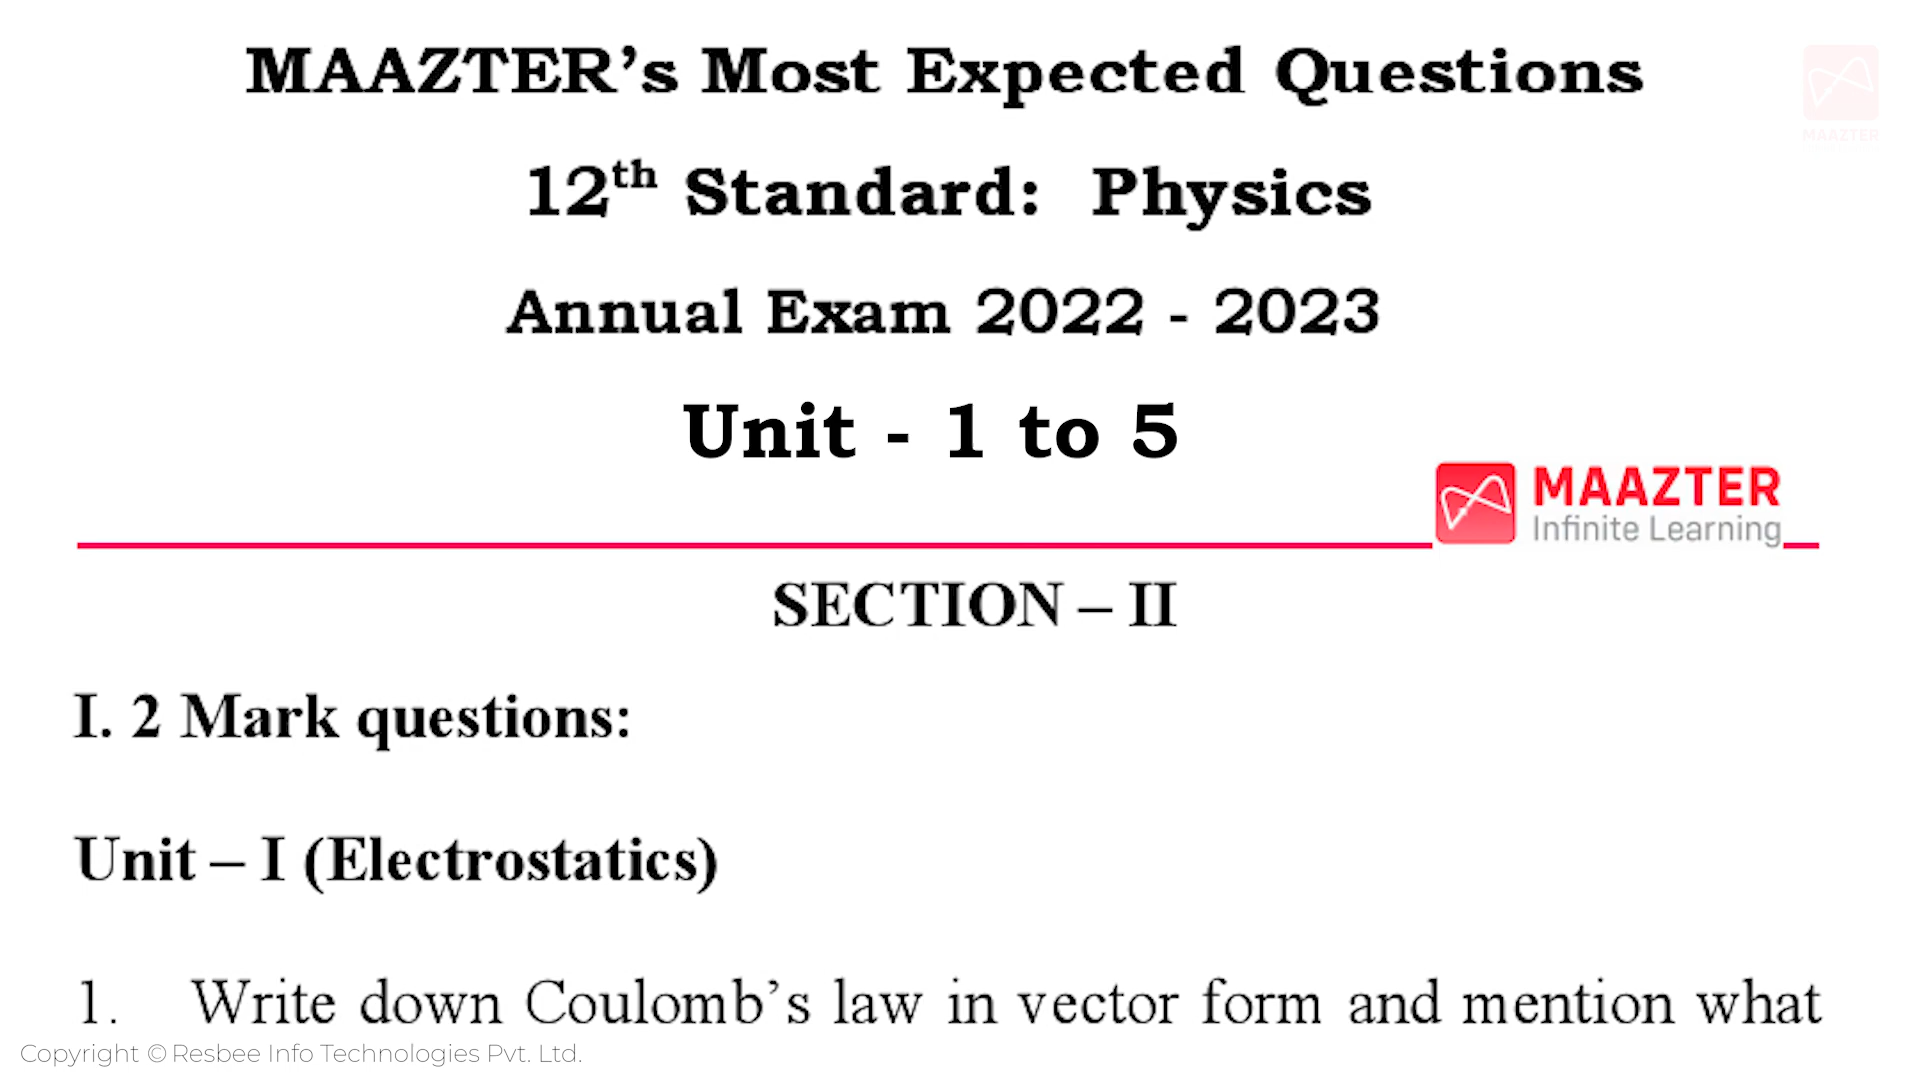 MAAZTER’s Most Expected Questions
MAAZTER
12th Standard: Physics
Annual Exam 2022 - 2023
Unit - 1 to 5
MAAZTER
Infinite Learning
SECTION – II
I. 2 Mark questions:
Unit – I (Electrostatics)
1. Write down Coulomb’s law in vector form and mention what
Copyright © Resbee Info Technologies Pvt. Ltd.